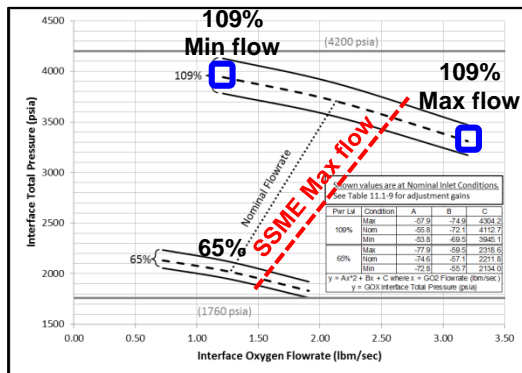 109%
Min flow
(4200 psia)
109%
Max flow
109%
Nominal Flowrate
SSME Max flow
65%
65%
(1760 psia)
Shown values are at Nominal Inlet Conditions.
See Table 11.1-9 for adjustment gains
Pwr Lvl Condition A B C
109% Max -57.9 -74.9 4304.2
Nom -55.8 -72.1 4112.7
Min -53.8 -69.5 3945.1
65% Max -77.9 -59.5 2318.6
Nom -74.6 -57.1 2211.8
Min -72.8 -55.7 2134.0
y = Ax^2 + Bx + C where x = GO2 Flowrate (lbm/sec)
y = GOX Interface Total Pressure (psia)
Interface Total Pressure (psia)
4500
4000
3500
3000
2500
2000
1500
0.00 0.50 1.00 1.50 2.00 2.50 3.00 3.50
Interface Oxygen Flowrate (lbm/sec)